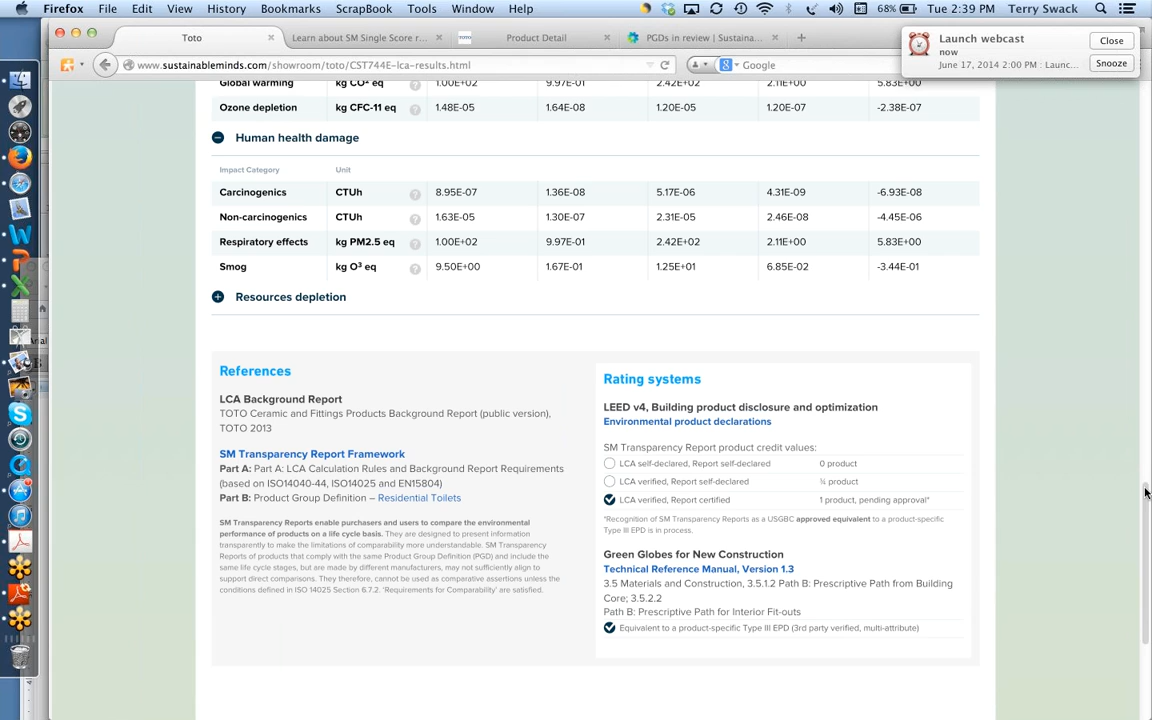 Firefox File Edit View History Bookmarks ScrapBook Tools Window Help 68% Tue 2:39 PM Terry Swack
Toto Learn about SM Single Score r... TOTO Product Detail PGDs in review | Sustaina...
www.sustainableminds.com/showroom/toto/CST744E-lca-results.html Google
Launch webcast
now
June 17, 2014 2:00 PM : Launc...
Close
Snooze
Global warming kg CO² eq ? 1.00E+02 9.97E-01 2.42E+02 2.11E+00 5.83E+00
Ozone depletion kg CFC-11 eq ? 1.48E-05 1.64E-08 1.20E-05 1.20E-07 -2.38E-07
Human health damage
Impact Category Unit
Carcinogenics CTUh ? 8.95E-07 1.36E-08 5.17E-06 4.31E-09 -6.93E-08
Non-carcinogenics CTUh ? 1.63E-05 1.30E-07 2.31E-05 2.46E-08 -4.45E-06
Respiratory effects kg PM2.5 eq ? 1.00E+02 9.97E-01 2.42E+02 2.11E+00 5.83E+00
Smog kg O³ eq ? 9.50E+00 1.67E-01 1.25E+01 6.85E-02 -3.44E-01
Resources depletion
References
LCA Background Report
TOTO Ceramic and Fittings Products Background Report (public version),
TOTO 2013
SM Transparency Report Framework
Part A: Part A: LCA Calculation Rules and Background Report Requirements
(based on ISO14040-44, ISO14025 and EN15804)
Part B: Product Group Definition – Residential Toilets
SM Transparency Reports enable purchasers and users to compare the environmental
performance of products on a life cycle basis. They are designed to present information
transparently to make the limitations of comparability more understandable. SM Transparency
Reports of products that comply with the same Product Group Definition (PGD) and include the
same life cycle stages, but are made by different manufacturers, may not sufficiently align to
support direct comparisons. They therefore, cannot be used as comparative assertions unless the
conditions defined in ISO 14025 Section 6.7.2. 'Requirements for Comparability' are satisfied.
Rating systems
LEED v4, Building product disclosure and optimization
Environmental product declarations
SM Transparency Report product credit values:
LCA self-declared, Report self-declared 0 product
LCA verified, Report self-declared ¼ product
LCA verified, Report certified 1 product, pending approval*
*Recognition of SM Transparency Reports as a USGBC approved equivalent to a product-specific
Type III EPD is in process.
Green Globes for New Construction
Technical Reference Manual, Version 1.3
3.5 Materials and Construction, 3.5.1.2 Path B: Prescriptive Path from Building
Core; 3.5.2.2
Path B: Prescriptive Path for Interior Fit-outs
Equivalent to a product-specific Type III EPD (3rd party verified, multi-attribute)